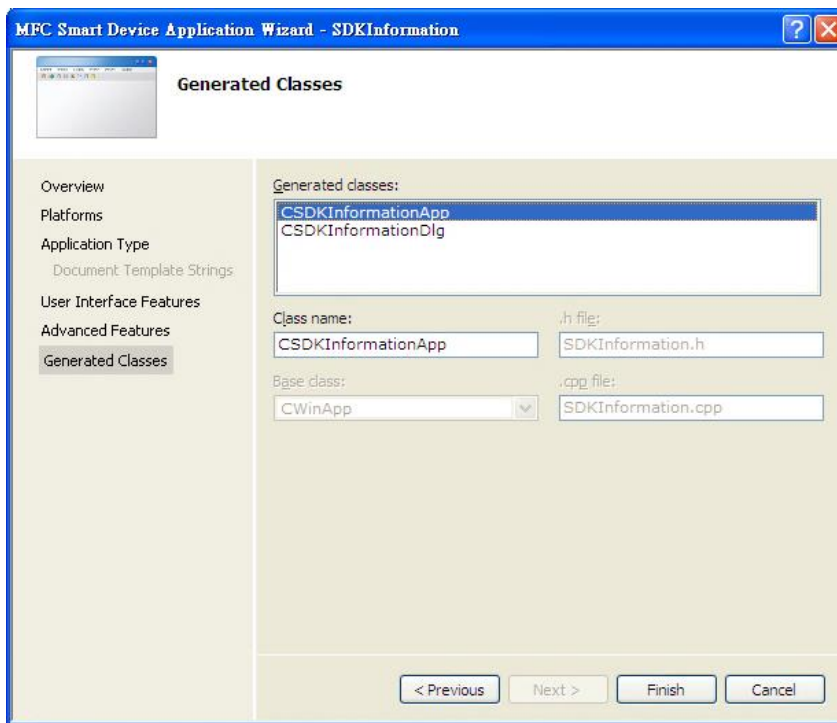 MFC Smart Device Application Wizard - SDKInformation
Generated Classes
Overview
Platforms
Application Type
Document Template Strings
User Interface Features
Advanced Features
Generated Classes
Generated classes:
CSDKInformationApp
CSDKInformationDlg
Class name:
.h file:
CSDKInformationApp
SDKInformation.h
Base class:
.cpp file:
CWinApp
SDKInformation.cpp
< Previous
Next >
Finish
Cancel